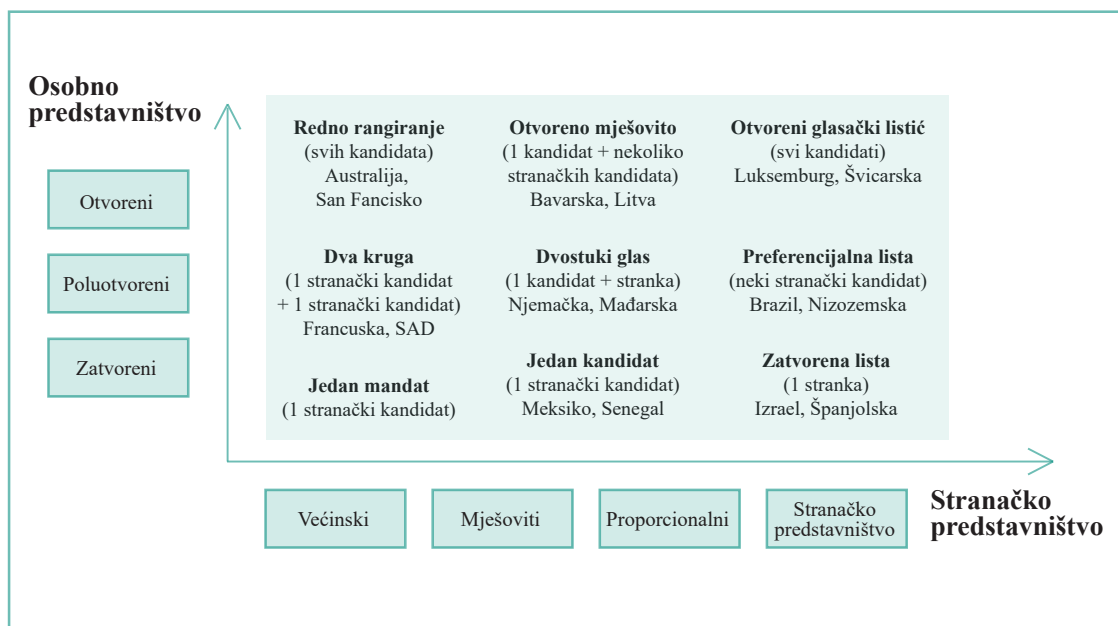 Osobno
predstavništvo
Otvoreni
Poluotvoreni
Zatvoreni
Redno rangiranje
(svih kandidata)
Australija,
San Fancisko
Otvoreno mješovito
(1 kandidat + nekoliko
stranačkih kandidata)
Bavarska, Litva
Otvoreni glasački listić
(svi kandidati)
Luksemburg, Švicarska
Dva kruga
(1 stranački kandidat
+ 1 stranački kandidat)
Francuska, SAD
Dvostuki glas
(1 kandidat + stranka)
Njemačka, Mađarska
Preferencijalna lista
(neki stranački kandidat)
Brazil, Nizozemska
Jedan mandat
(1 stranački kandidat)
Jedan kandidat
(1 stranački kandidat)
Meksiko, Senegal
Zatvorena lista
(1 stranka)
Izrael, Španjolska
Većinski
Mješoviti
Proporcionalni
Stranačko
predstavništvo
Stranačko
predstavništvo